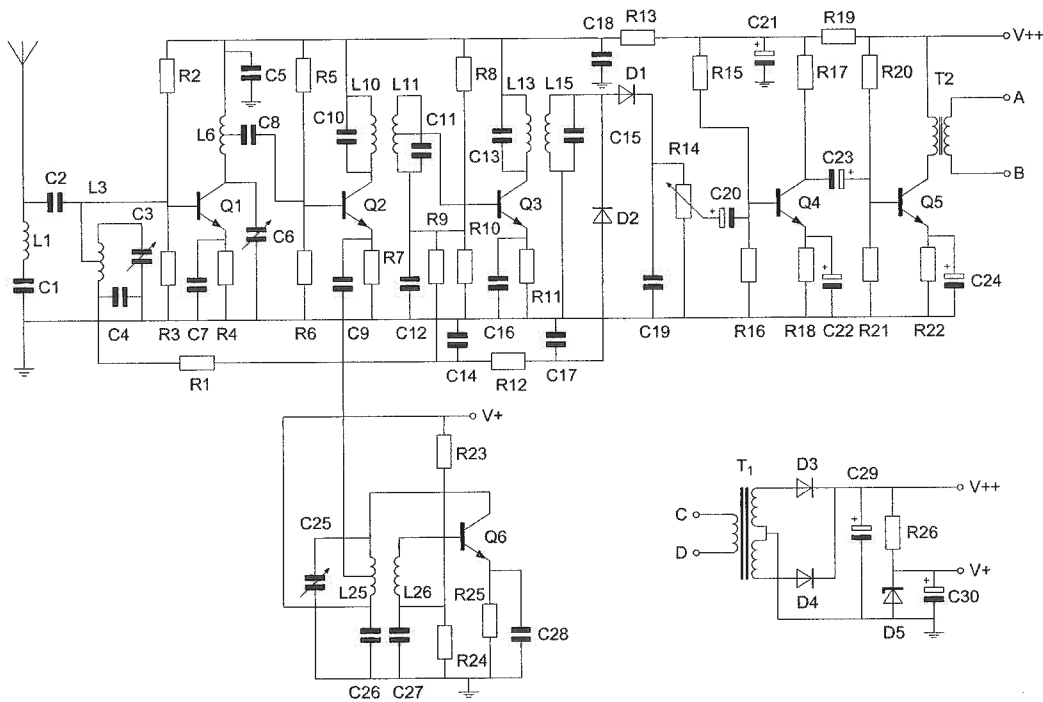 C18 R13 C21 R19 V++
R2 C5 R5 L10 L11 R8 L13 L15 D1 R15 R17 R20 T2
A
L6 C8 C10 C11 C13 C15 R14 C23
+
C2 L3 C20 B
L1 C3 Q1 C6 Q2 R9 R10 Q3 D2 + Q4 Q5
C1 R7 R11 + + C24
C4 R3 C7 R4 R6 C9 C12 C16 C19 R16 R18 C22 R21 R22
R1 C14 R12 C17
V+
R23
T1 D3 C29 V++
C25 Q6 C + R26
D V+
L25 L26 R25 D4 + C30
C28 D5
R24
C26 C27